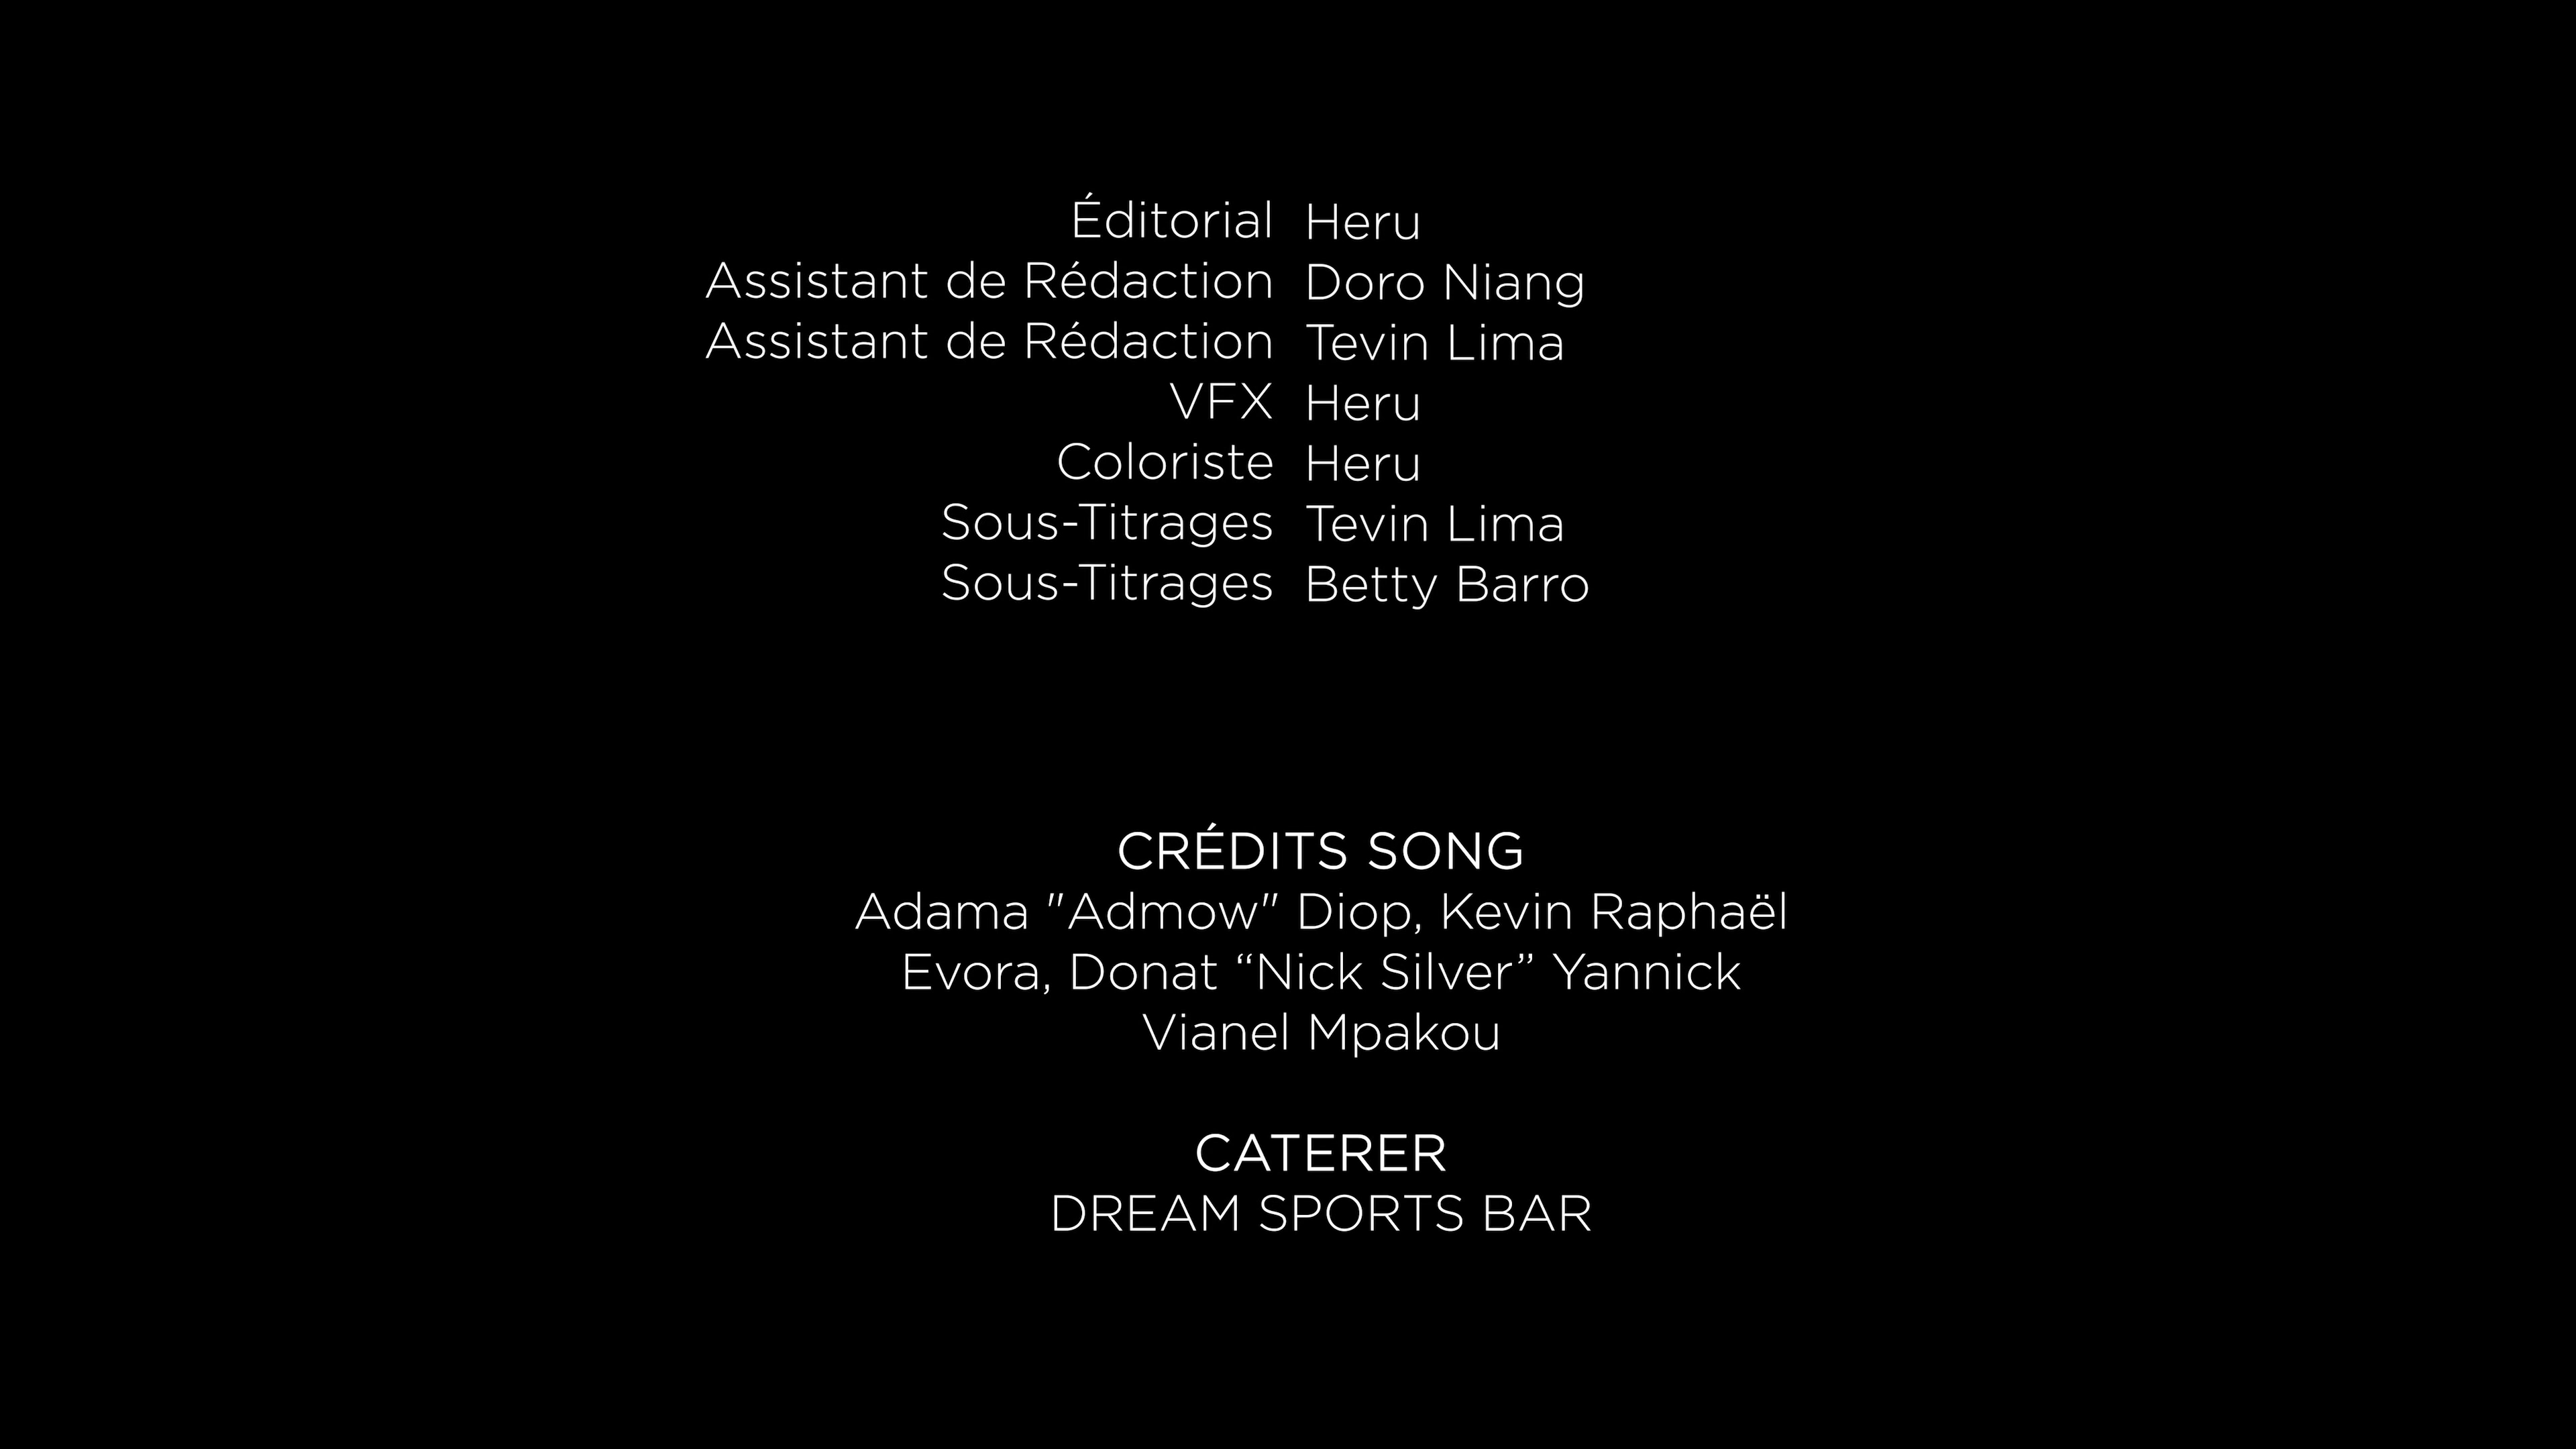 Éditorial Heru
Assistant de Rédaction Doro Niang
Assistant de Rédaction Tevin Lima
VFX Heru
Coloriste Heru
Sous-Titrages Tevin Lima
Sous-Titrages Betty Barro
CRÉDITS SONG
Adama "Admow" Diop, Kevin Raphaël
Evora, Donat “Nick Silver” Yannick
Vianel Mpakou
CATERER
DREAM SPORTS BAR